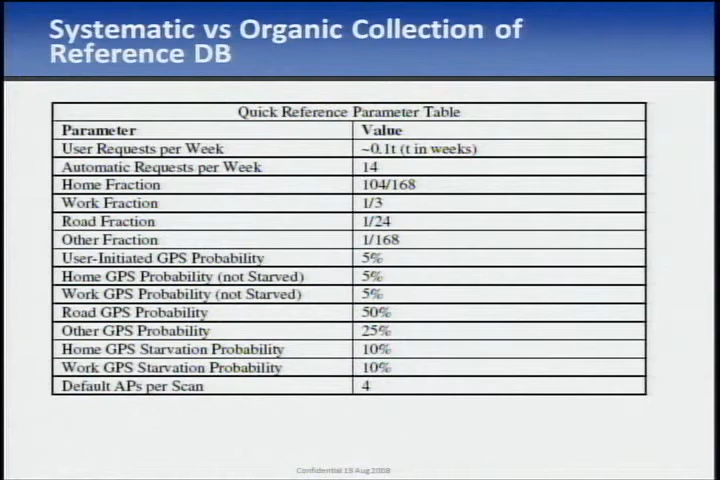 Systematic vs Organic Collection of
Reference DB
Quick Reference Parameter Table
Parameter Value
User Requests per Week ~0.1t (t in weeks)
Automatic Requests per Week 14
Home Fraction 104/168
Work Fraction 1/3
Road Fraction 1/24
Other Fraction 1/168
User-Initiated GPS Probability 5%
Home GPS Probability (not Starved) 5%
Work GPS Probability (not Starved) 5%
Road GPS Probability 50%
Other GPS Probability 25%
Home GPS Starvation Probability 10%
Work GPS Starvation Probability 10%
Default APs per Scan 4
Confidential 19 Aug 2008